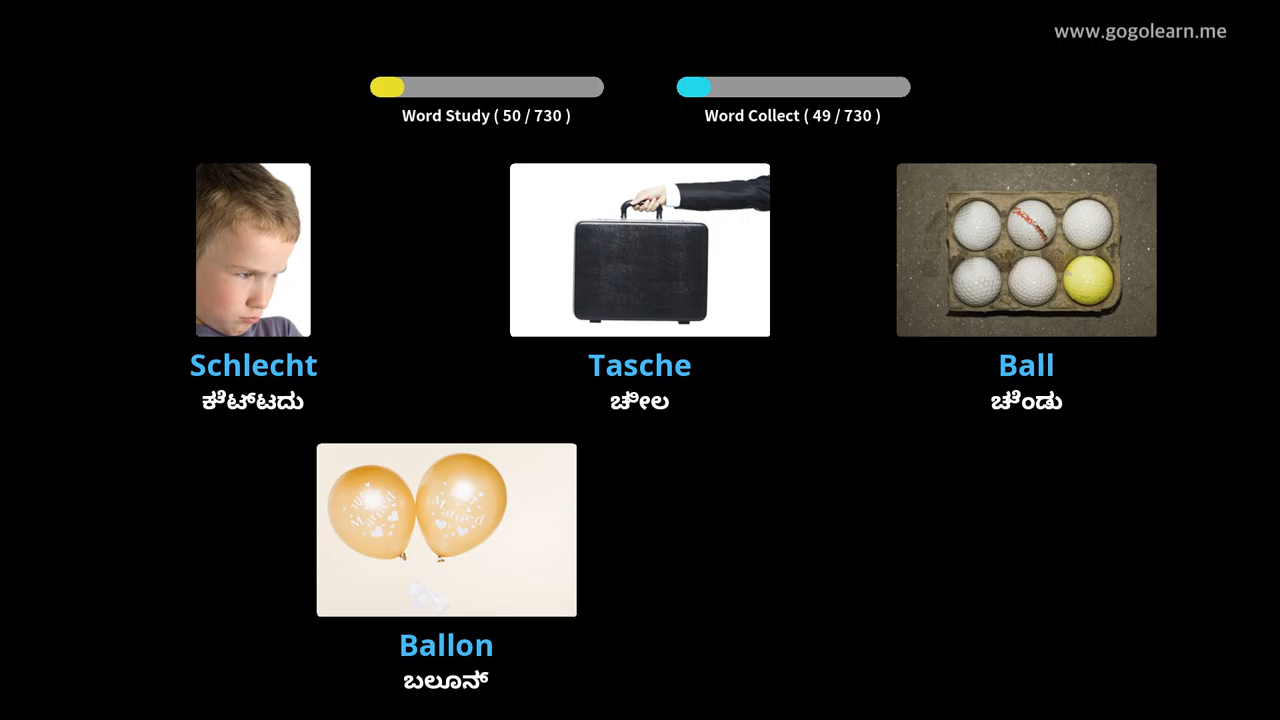 www.gogolearn.me
Word Study ( 50 / 730 )
Word Collect ( 49 / 730 )
Schlecht
ಕೆಟ್ಟದು
Tasche
ಚೀಲ
Ball
ಚೆಂಡು
Ballon
ಬಲೂನ್